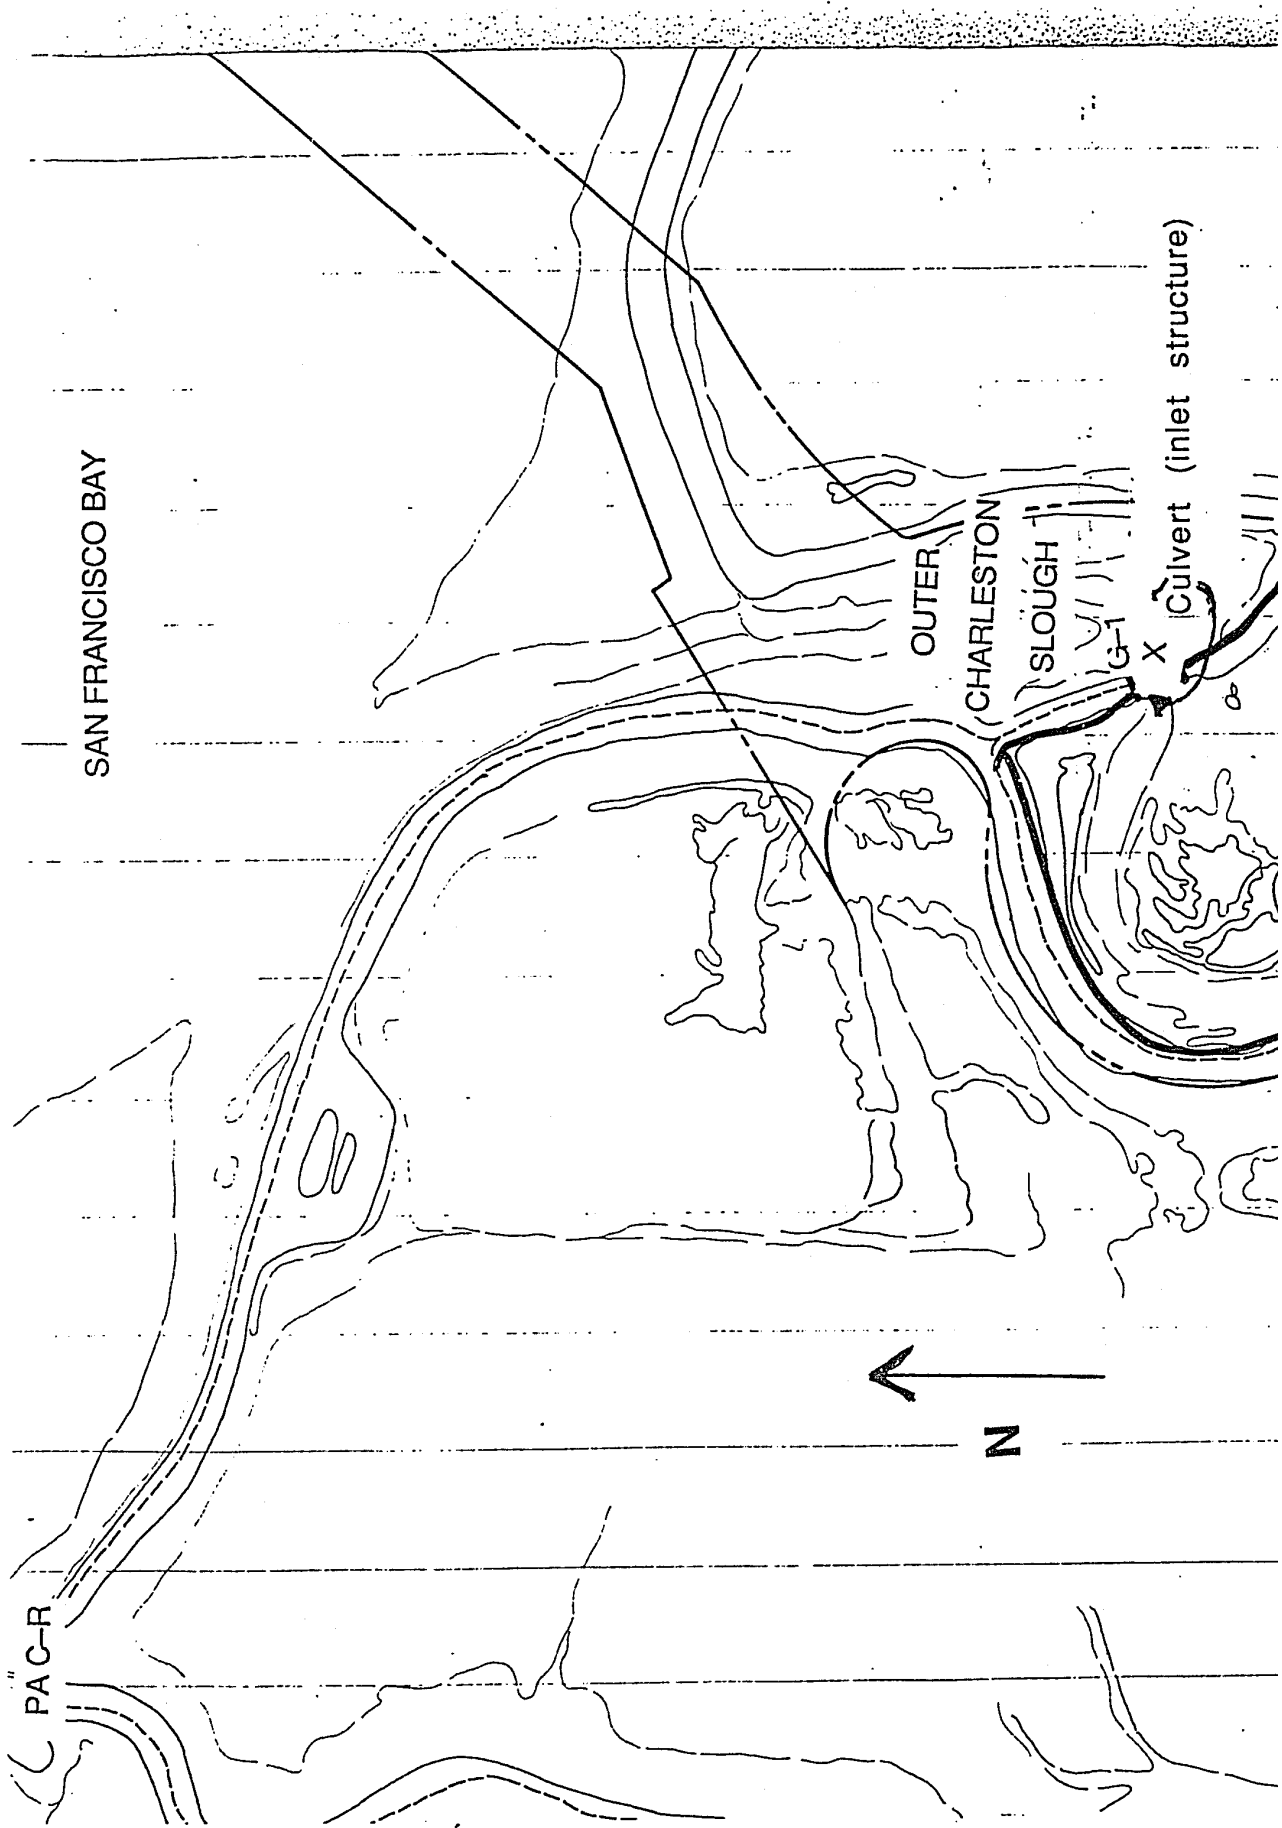 SAN FRANCISCO BAY
PAC-R
OUTER
CHARLESTON
SLOUGH
G-1
X
Culvert (inlet structure)
N